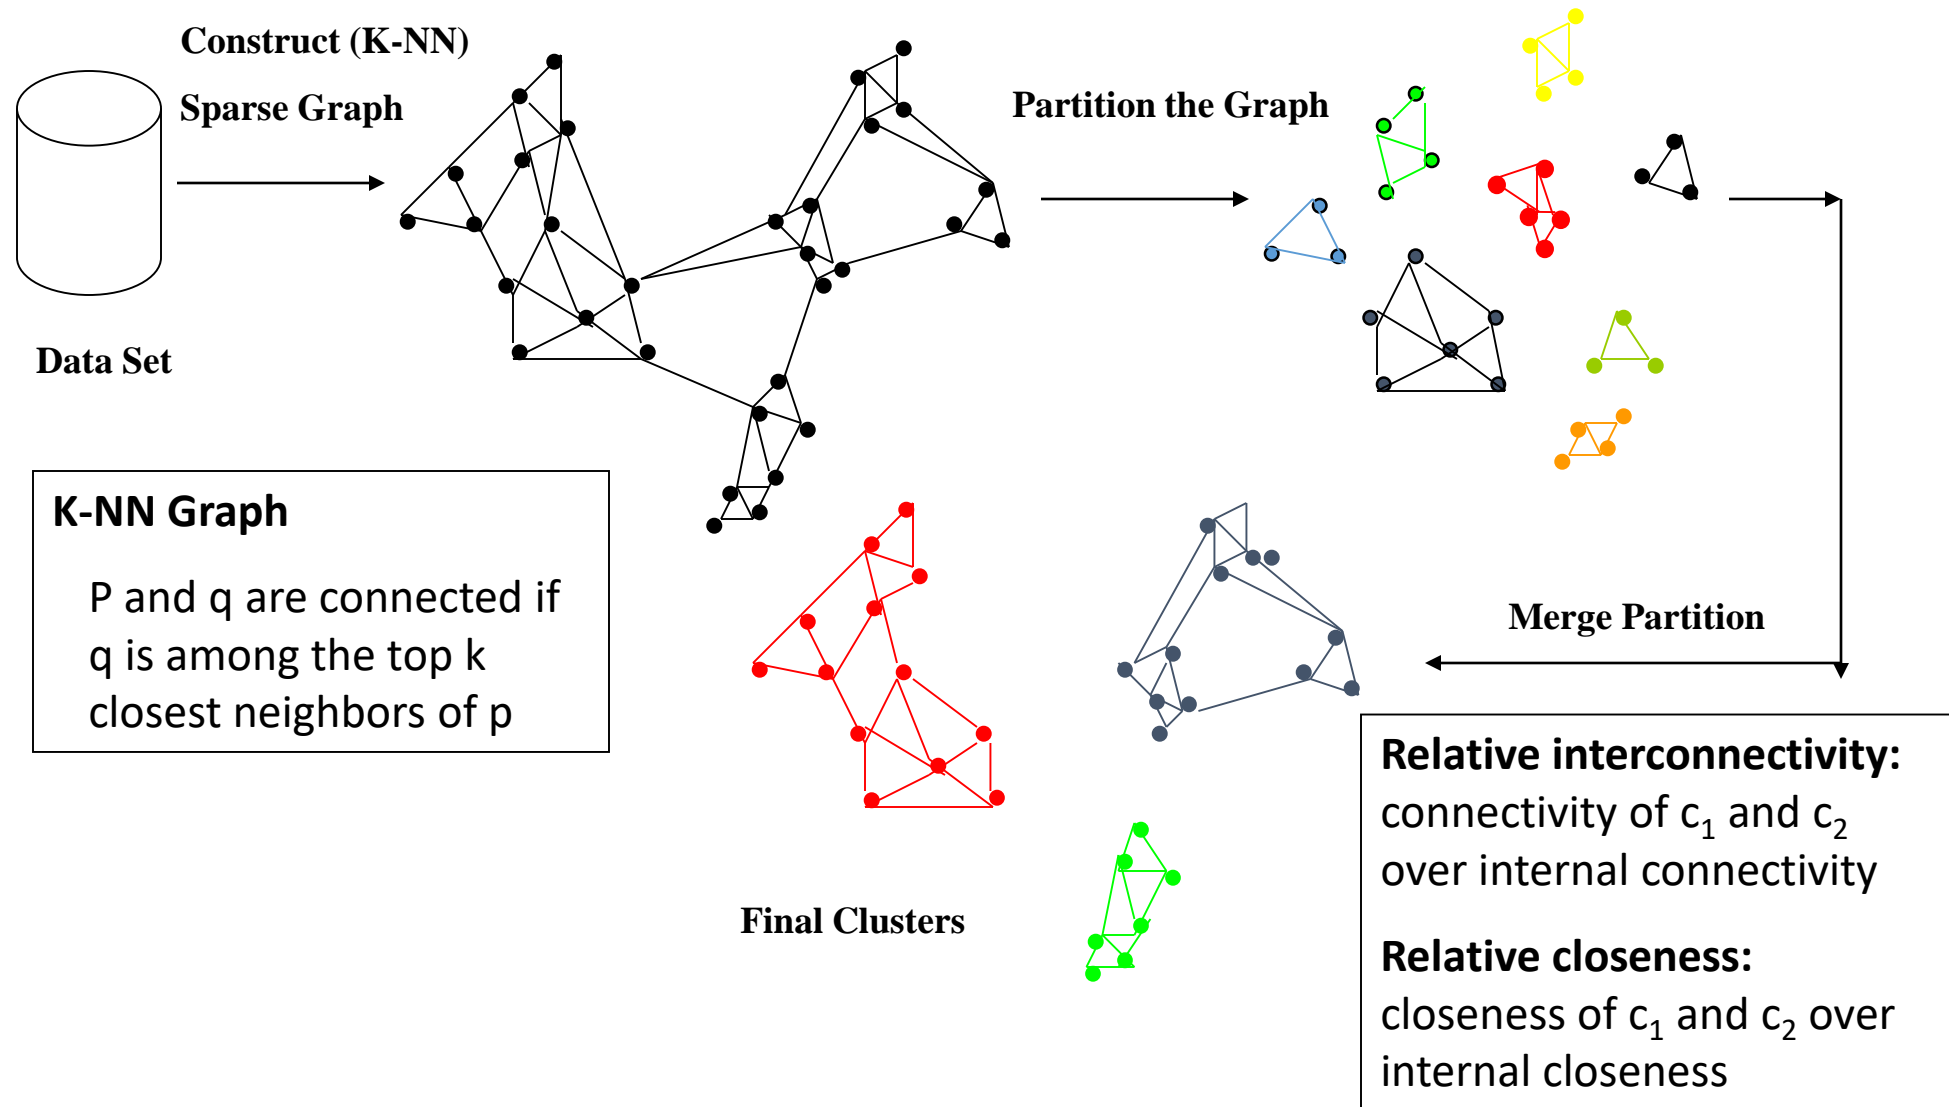 Construct (K-NN)
Sparse Graph
Data Set
Partition the Graph
K-NN Graph
P and q are connected if
q is among the top k
closest neighbors of p
Merge Partition
Final Clusters
Relative interconnectivity:
connectivity of c₁ and c₂
over internal connectivity
Relative closeness:
closeness of c₁ and c₂ over
internal closeness